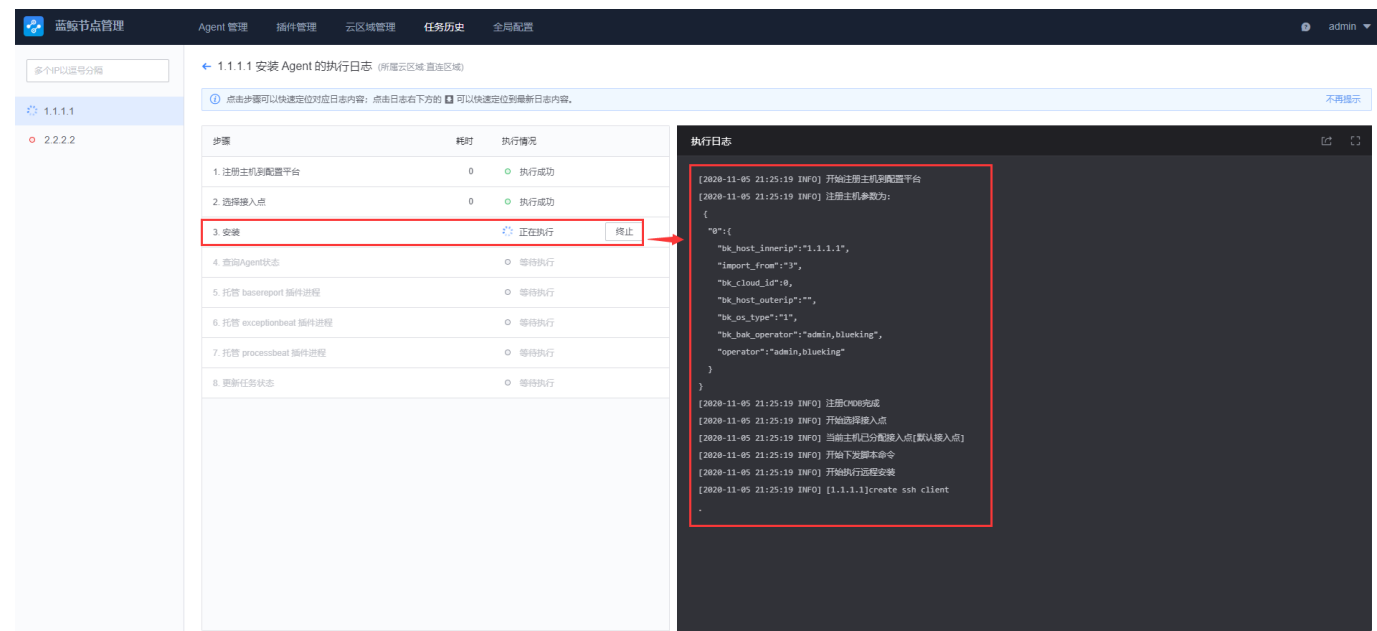 蓝鲸节点管理
Agent 管理 插件管理 云区域管理 任务历史 全局配置
admin
多个IP以逗号分隔
1.1.1.1
2.2.2.2
← 1.1.1.1 安装 Agent 的执行日志 (所属云区域:直连区域)
点击步骤可以快速定位对应日志内容；点击日志右下方的 可以快速定位到最新日志内容。 不再提示
步骤 耗时 执行情况
1. 注册主机到配置平台 0 执行成功
2. 选择接入点 0 执行成功
3. 安装 正在执行 终止
4. 查询Agent状态 等待执行
5. 托管 basereport 插件进程 等待执行
6. 托管 exceptionbeat 插件进程 等待执行
7. 托管 processbeat 插件进程 等待执行
8. 更新任务状态 等待执行
执行日志
[2020-11-05 21:25:19 INFO] 开始注册主机到配置平台
[2020-11-05 21:25:19 INFO] 注册主机参数为:
{
"0":{
"bk_host_innerip":"1.1.1.1",
"import_from":"3",
"bk_cloud_id":0,
"bk_host_outerip":"",
"bk_os_type":"1",
"bk_bak_operator":"admin,blueking",
"operator":"admin,blueking"
}
}
[2020-11-05 21:25:19 INFO] 注册CMDB完成
[2020-11-05 21:25:19 INFO] 开始选择接入点
[2020-11-05 21:25:19 INFO] 当前主机已分配接入点[默认接入点]
[2020-11-05 21:25:19 INFO] 开始下发脚本命令
[2020-11-05 21:25:19 INFO] 开始执行远程安装
[2020-11-05 21:25:19 INFO] [1.1.1.1]create ssh client
.